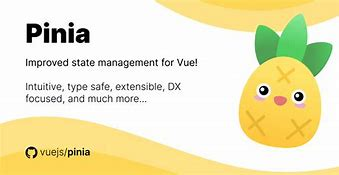 Pinia
Improved state management for Vue!
Intuitive, type safe, extensible, DX
focused, and much more...
vuejs/pinia